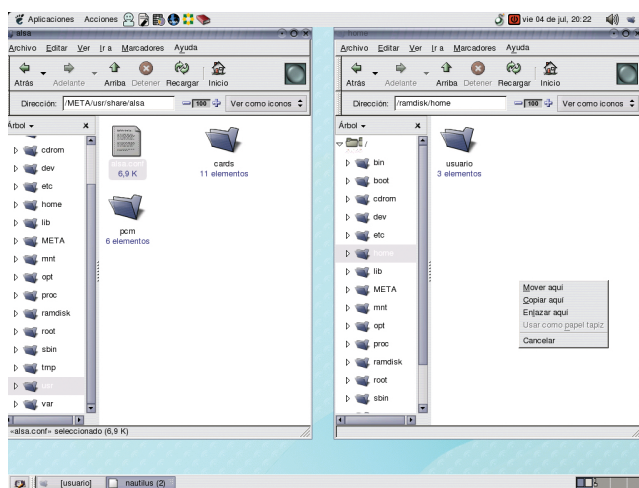 Aplicaciones Acciones
vie 04 de jul, 20:22
alsa
Archivo Editar Ver Ir a Marcadores Ayuda
Atrás Adelante Arriba Detener Recargar Inicio
Dirección: /META/usr/share/alsa 100 Ver como iconos
Árbol
cdrom
dev
etc
home
lib
META
mnt
opt
proc
ramdisk
root
sbin
tmp
usr
var
alsa.conf
6,9 K
cards
11 elementos
pcm
6 elementos
«alsa.conf» seleccionado (6,9 K)
home
Archivo Editar Ver Ir a Marcadores Ayuda
Atrás Adelante Arriba Detener Recargar Inicio
Dirección: /ramdisk/home 100 Ver como iconos
Árbol
/
bin
boot
cdrom
dev
etc
home
lib
META
mnt
opt
proc
ramdisk
root
sbin
usuario
3 elementos
Mover aquí
Copiar aquí
Enlazar aquí
Usar como papel tapiz
Cancelar
[usuario]
nautilus (2)